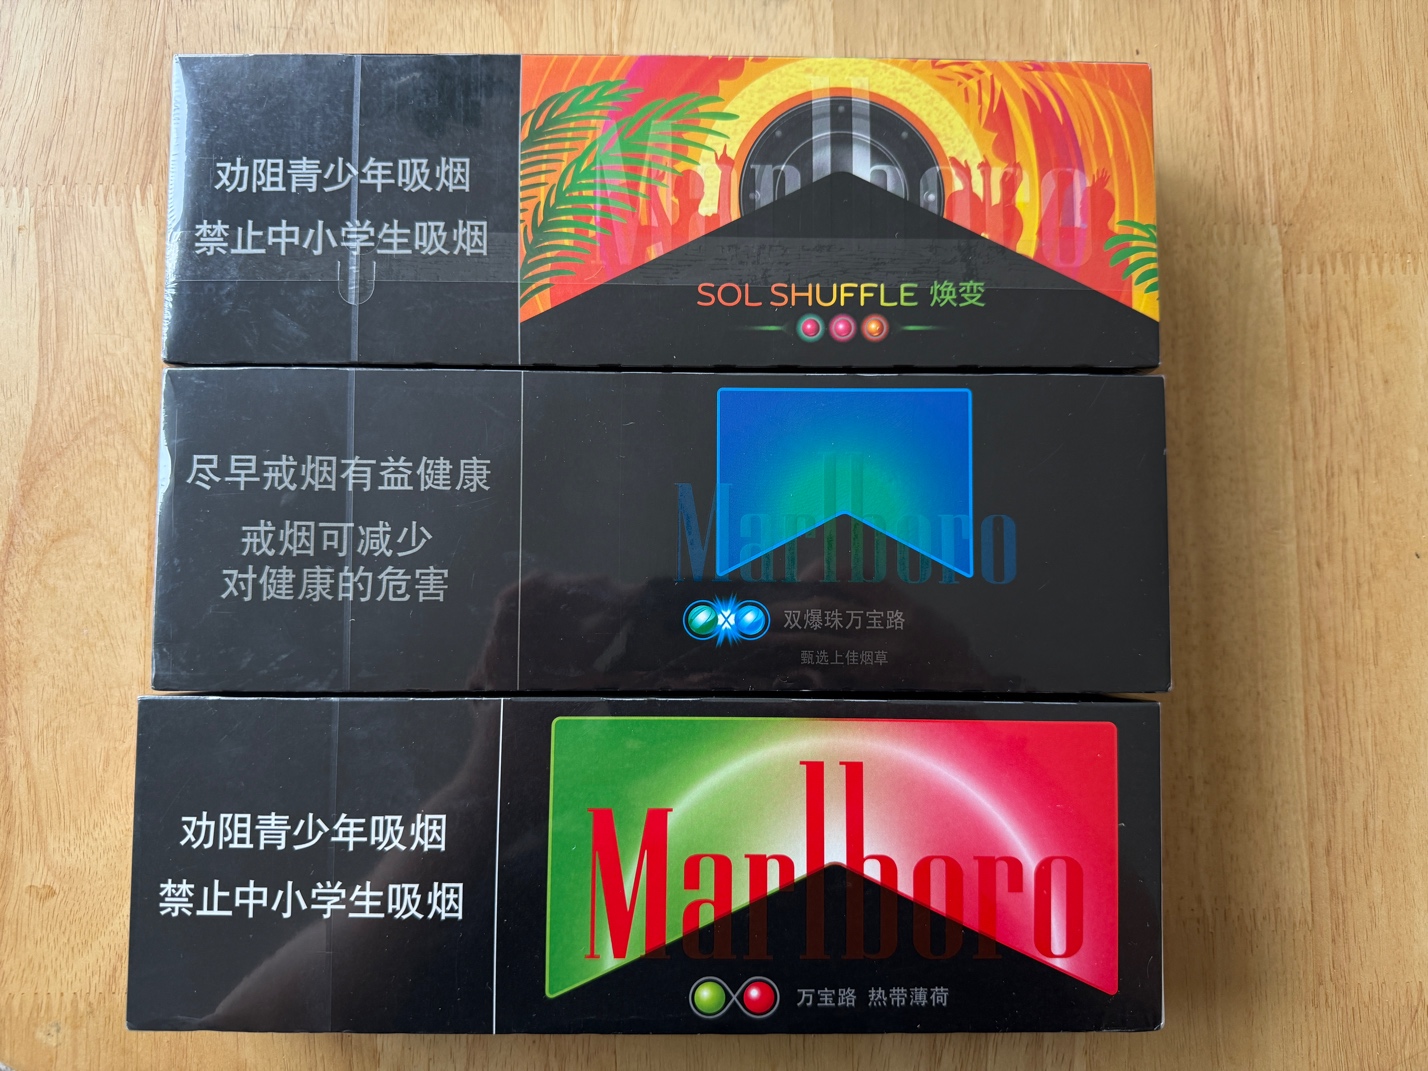 劝阻青少年吸烟
禁止中小学生吸烟
Marlboro
SOL SHUFFLE 焕变
尽早戒烟有益健康
戒烟可减少
对健康的危害
Marlboro
双爆珠万宝路
甄选上佳烟草
劝阻青少年吸烟
禁止中小学生吸烟
Marlboro
万宝路 热带薄荷